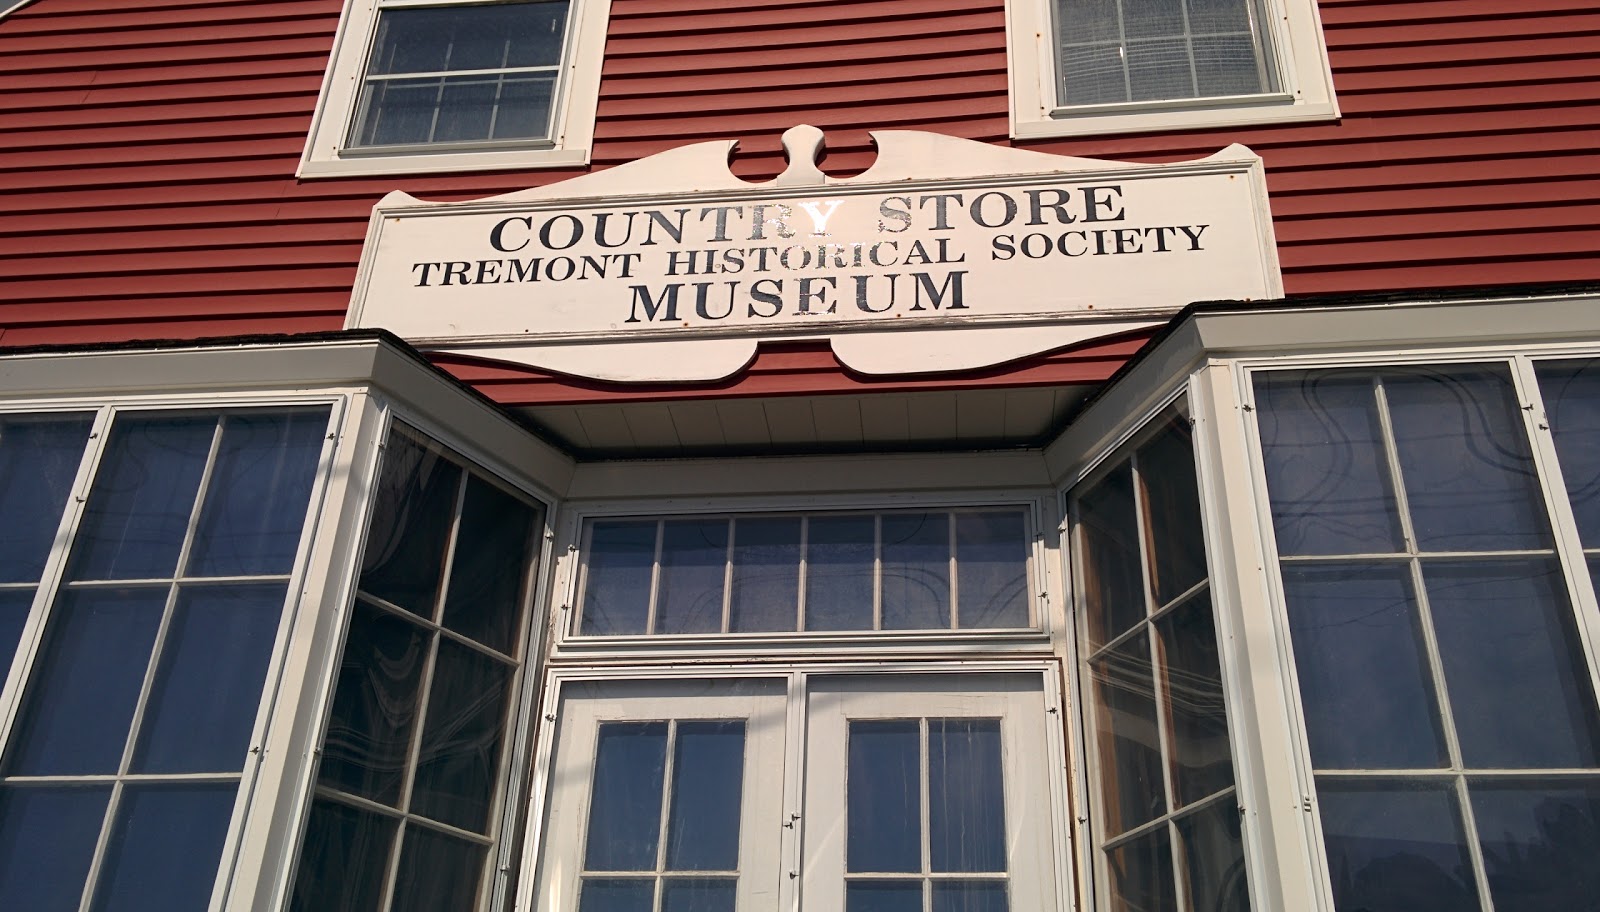 COUNTRY STORE
TREMONT HISTORICAL SOCIETY
MUSEUM